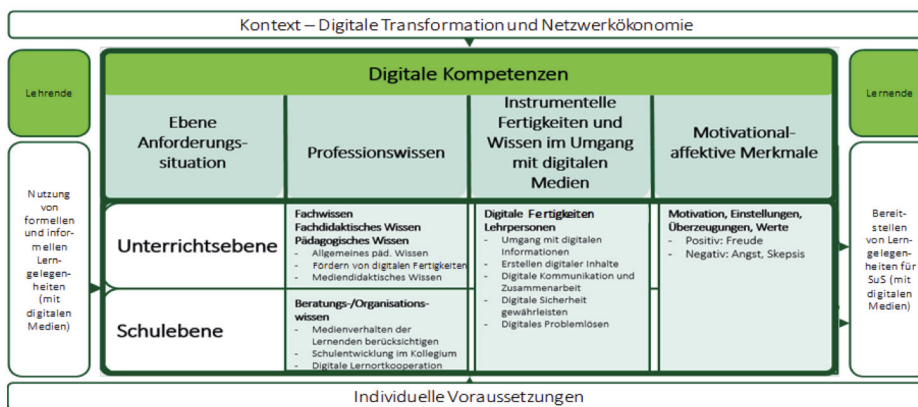 Kontext – Digitale Transformation und Netzwerkökonomie
Lehrende
Nutzung
von
formellen
und infor-
mellen
Lern-
gelegen-
heiten
(mit
digitalen
Medien)
Digitale Kompetenzen
Ebene
Anforderungs-
situation
Professionswissen
Instrumentelle
Fertigkeiten und
Wissen im Umgang
mit digitalen
Medien
Motivational-
affektive Merkmale
Unterrichtsebene
Fachwissen
Fachdidaktisches Wissen
Pädagogisches Wissen
- Allgemeines päd. Wissen
- Fördern von digitalen Fertigkeiten
- Mediendidaktisches Wissen
Digitale Fertigkeiten
Lehrpersonen
- Umgang mit digitalen
Informationen
- Erstellen digitaler Inhalte
- Digitale Kommunikation und
Zusammenarbeit
- Digitale Sicherheit
gewährleisten
- Digitales Problemlösen
Motivation, Einstellungen,
Überzeugungen, Werte
- Positiv: Freude
- Negativ: Angst, Skepsis
Schulebene
Beratungs-/Organisations-
wissen
- Medienverhalten der
Lernenden berücksichtigen
- Schulentwicklung im Kollegium
- Digitale Lernortkooperation
Lernende
Bereit-
stellen von
Lern-
gelegen-
heiten für
SuS (mit
digitalen
Medien)
Individuelle Voraussetzungen